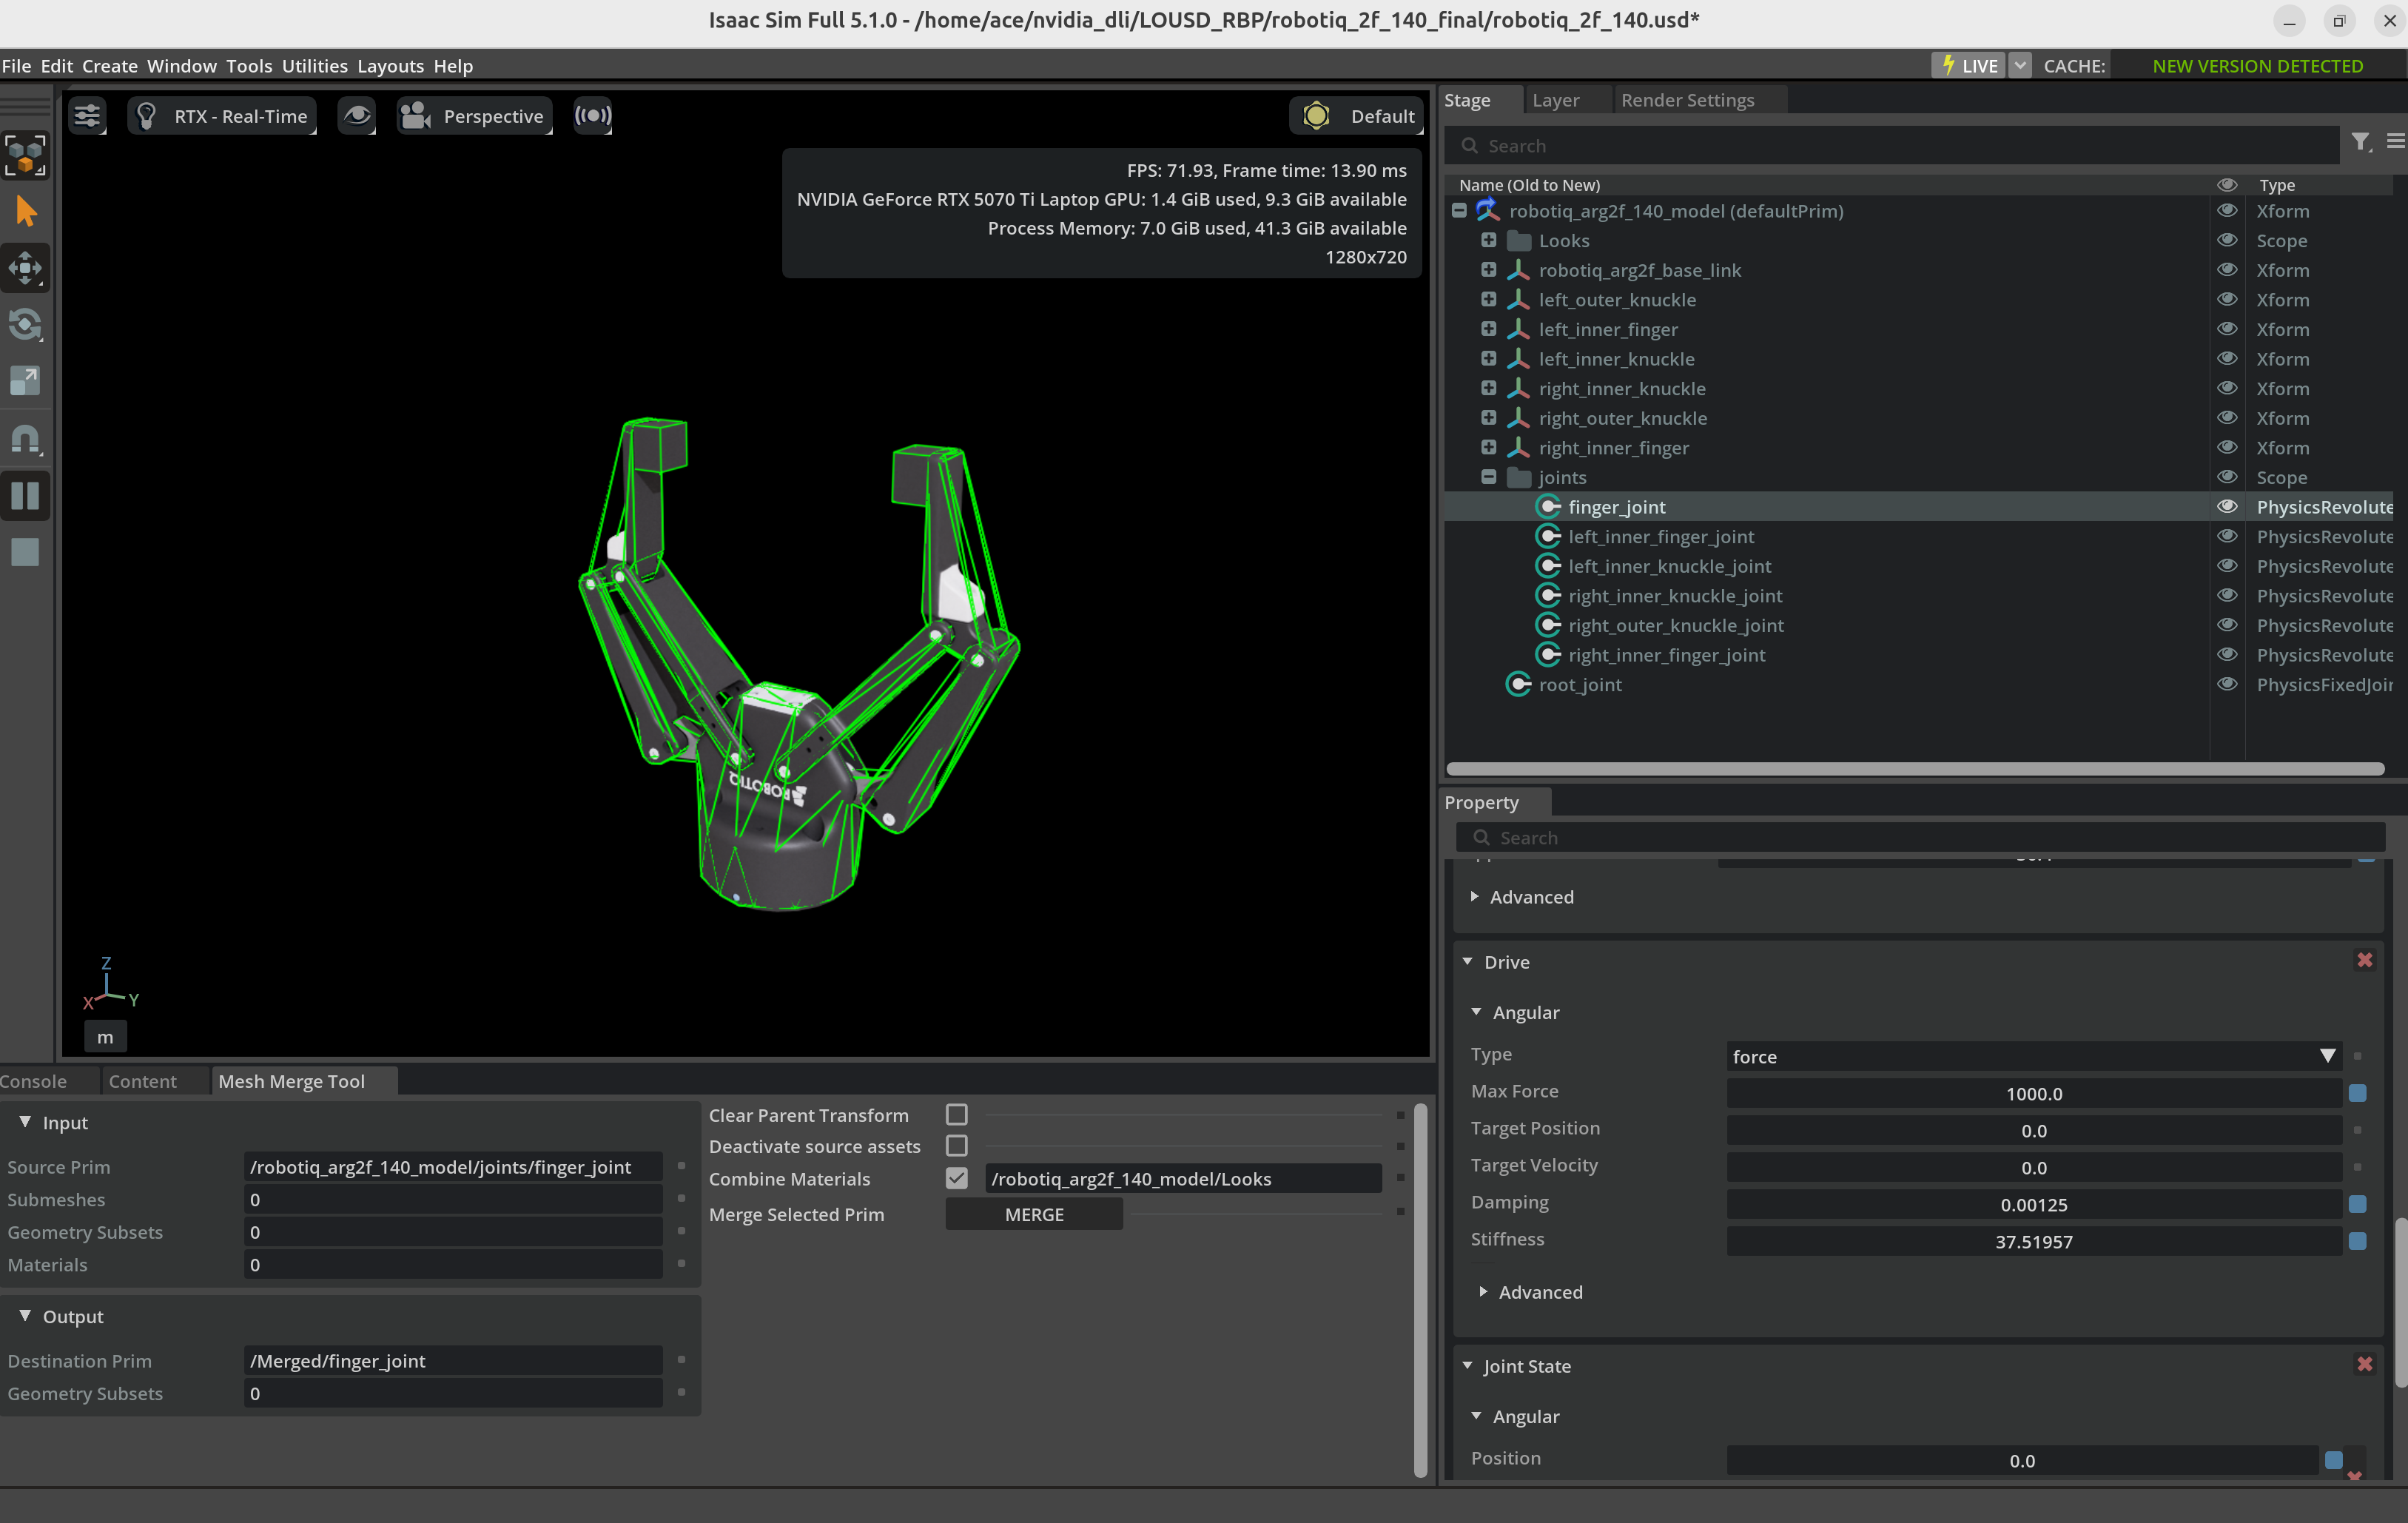 Isaac Sim Full 5.1.0 - /home/ace/nvidia_dli/LOUSD_RBP/robotiq_2f_140_final/robotiq_2f_140.usd*
File Edit Create Window Tools Utilities Layouts Help
LIVE CACHE: NEW VERSION DETECTED
RTX - Real-Time Perspective Default
FPS: 71.93, Frame time: 13.90 ms
NVIDIA GeForce RTX 5070 Ti Laptop GPU: 1.4 GiB used, 9.3 GiB available
Process Memory: 7.0 GiB used, 41.3 GiB available
1280x720
ROBOTIQ
Z
X Y
m
Stage Layer Render Settings
Search
Name (Old to New) Type
robotiq_arg2f_140_model (defaultPrim) Xform
Looks Scope
robotiq_arg2f_base_link Xform
left_outer_knuckle Xform
left_inner_finger Xform
left_inner_knuckle Xform
right_inner_knuckle Xform
right_outer_knuckle Xform
right_inner_finger Xform
joints Scope
finger_joint PhysicsRevolute
left_inner_finger_joint PhysicsRevolute
left_inner_knuckle_joint PhysicsRevolute
right_inner_knuckle_joint PhysicsRevolute
right_outer_knuckle_joint PhysicsRevolute
right_inner_finger_joint PhysicsRevolute
root_joint PhysicsFixedJoin
Property
Search
Advanced
Drive
Angular
Type force
Max Force 1000.0
Target Position 0.0
Target Velocity 0.0
Damping 0.00125
Stiffness 37.51957
Advanced
Joint State
Angular
Position 0.0
Console Content Mesh Merge Tool
Input
Source Prim /robotiq_arg2f_140_model/joints/finger_joint
Submeshes 0
Geometry Subsets 0
Materials 0
Output
Destination Prim /Merged/finger_joint
Geometry Subsets 0
Clear Parent Transform
Deactivate source assets
Combine Materials /robotiq_arg2f_140_model/Looks
Merge Selected Prim MERGE